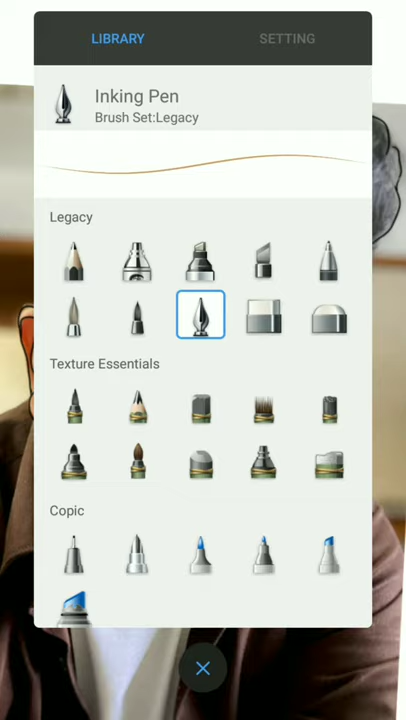 LIBRARY
SETTING
Inking Pen
Brush Set:Legacy
Legacy
Texture Essentials
Copic